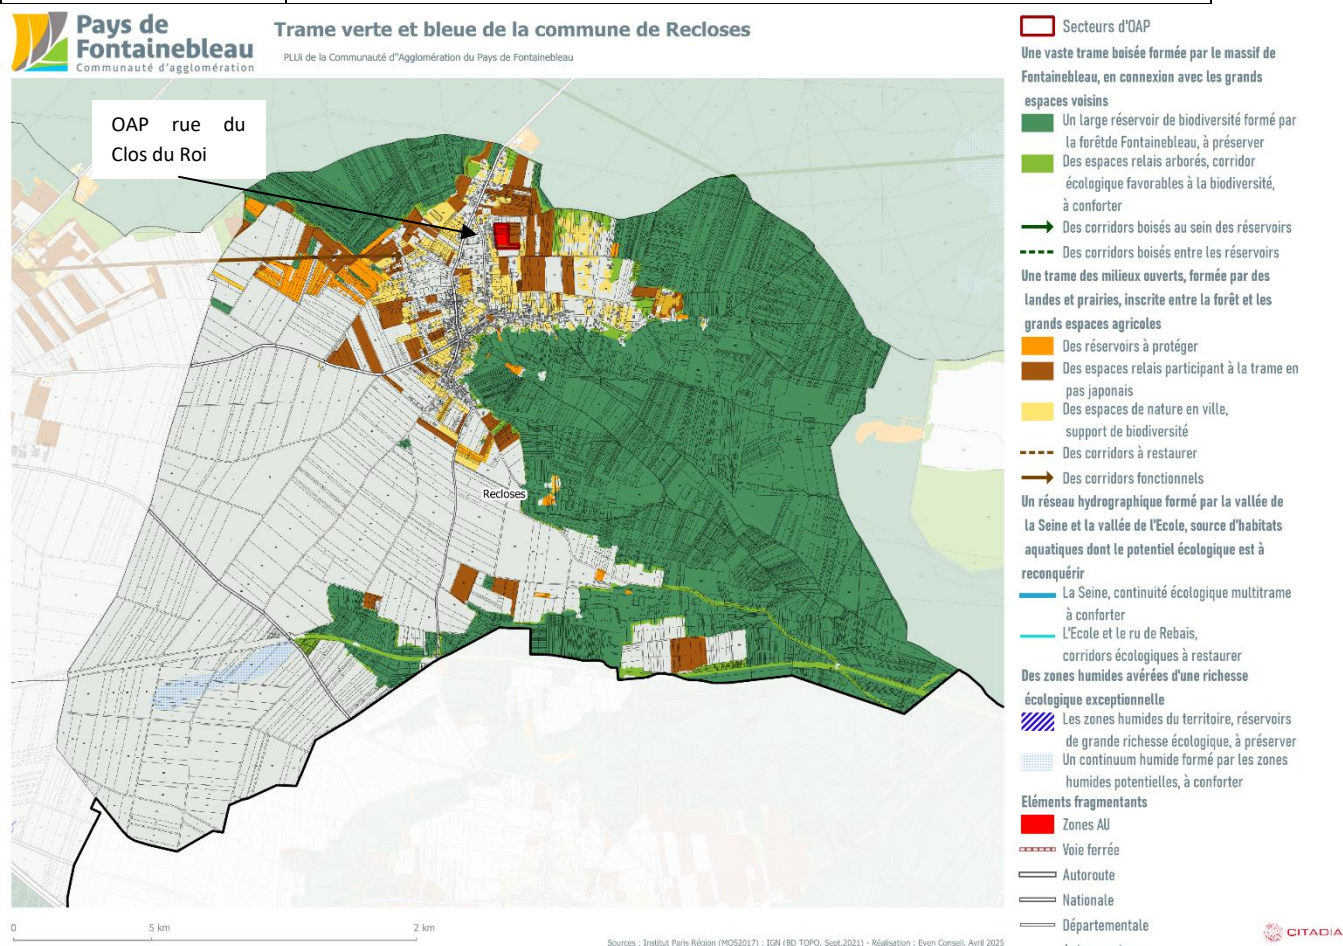 Pays de
Fontainebleau
Communauté d'agglomération
Trame verte et bleue de la commune de Recloses
PLUi de la Communauté d''Agglomération du Pays de Fontainebleau
OAP rue du
Clos du Roi
Recloses
Secteurs d'OAP
Une vaste trame boisée formée par le massif de
Fontainebleau, en connexion avec les grands
espaces voisins
Un large réservoir de biodiversité formé par
la forêtde Fontainebleau, à préserver
Des espaces relais arborés, corridor
écologique favorables à la biodiversité,
à conforter
Des corridors boisés au sein des réservoirs
Des corridors boisés entre les réservoirs
Une trame des milieux ouverts, formée par des
landes et prairies, inscrite entre la forêt et les
grands espaces agricoles
Des réservoirs à protéger
Des espaces relais participant à la trame en
pas japonais
Des espaces de nature en ville,
support de biodiversité
Des corridors à restaurer
Des corridors fonctionnels
Un réseau hydrographique formé par la vallée de
la Seine et la vallée de l'Ecole, source d'habitats
aquatiques dont le potentiel écologique est à
reconquérir
La Seine, continuité écologique multitrame
à conforter
L'Ecole et le ru de Rebais,
corridors écologiques à restaurer
Des zones humides avérées d'une richesse
écologique exceptionnelle
Les zones humides du territoire, réservoirs
de grande richesse écologique, à préserver
Un continuum humide formé par les zones
humides potentielles, à conforter
Eléments fragmentants
Zones AU
Voie ferrée
Autoroute
Nationale
Départementale
0
5 km
2 km
Sources : Institut Paris Région (MOS2017) ; IGN (BD TOPO, Sept.2021) - Réalisation : Even Conseil, Avril 2025
CITADIA